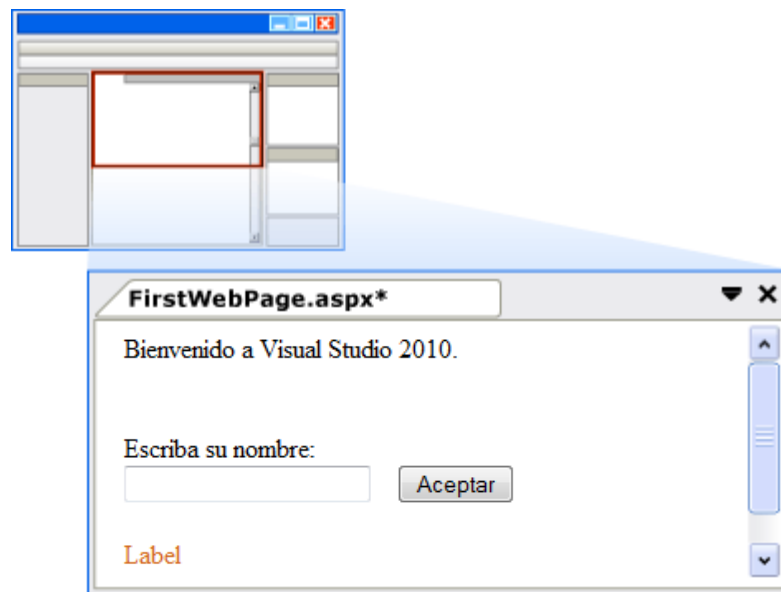 FirstWebPage.aspx*
Bienvenido a Visual Studio 2010.
Escriba su nombre:
Aceptar
Label